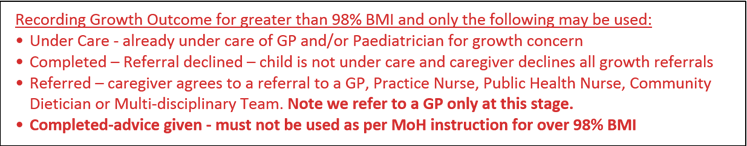 Recording Growth Outcome for greater than 98% BMI and only the following may be used:
• Under Care - already under care of GP and/or Paediatrician for growth concern
• Completed – Referral declined – child is not under care and caregiver declines all growth referrals
• Referred – caregiver agrees to a referral to a GP, Practice Nurse, Public Health Nurse, Community
Dietician or Multi-disciplinary Team. Note we refer to a GP only at this stage.
• Completed-advice given - must not be used as per MoH instruction for over 98% BMI